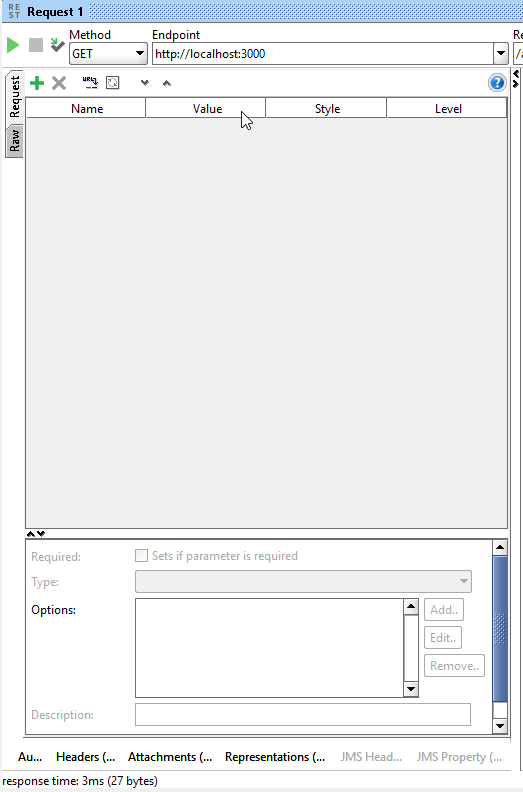 RE
ST
Request 1
Method
Endpoint
Re
GET
http://localhost:3000
/a
Request
Raw
URL
?
Name
Value
Style
Level
Required:
Sets if parameter is required
Type:
Options:
Add..
Edit..
Remove..
Description:
Au...
Headers (...
Attachments (...
Representations (...
JMS Head...
JMS Property (...
response time: 3ms (27 bytes)